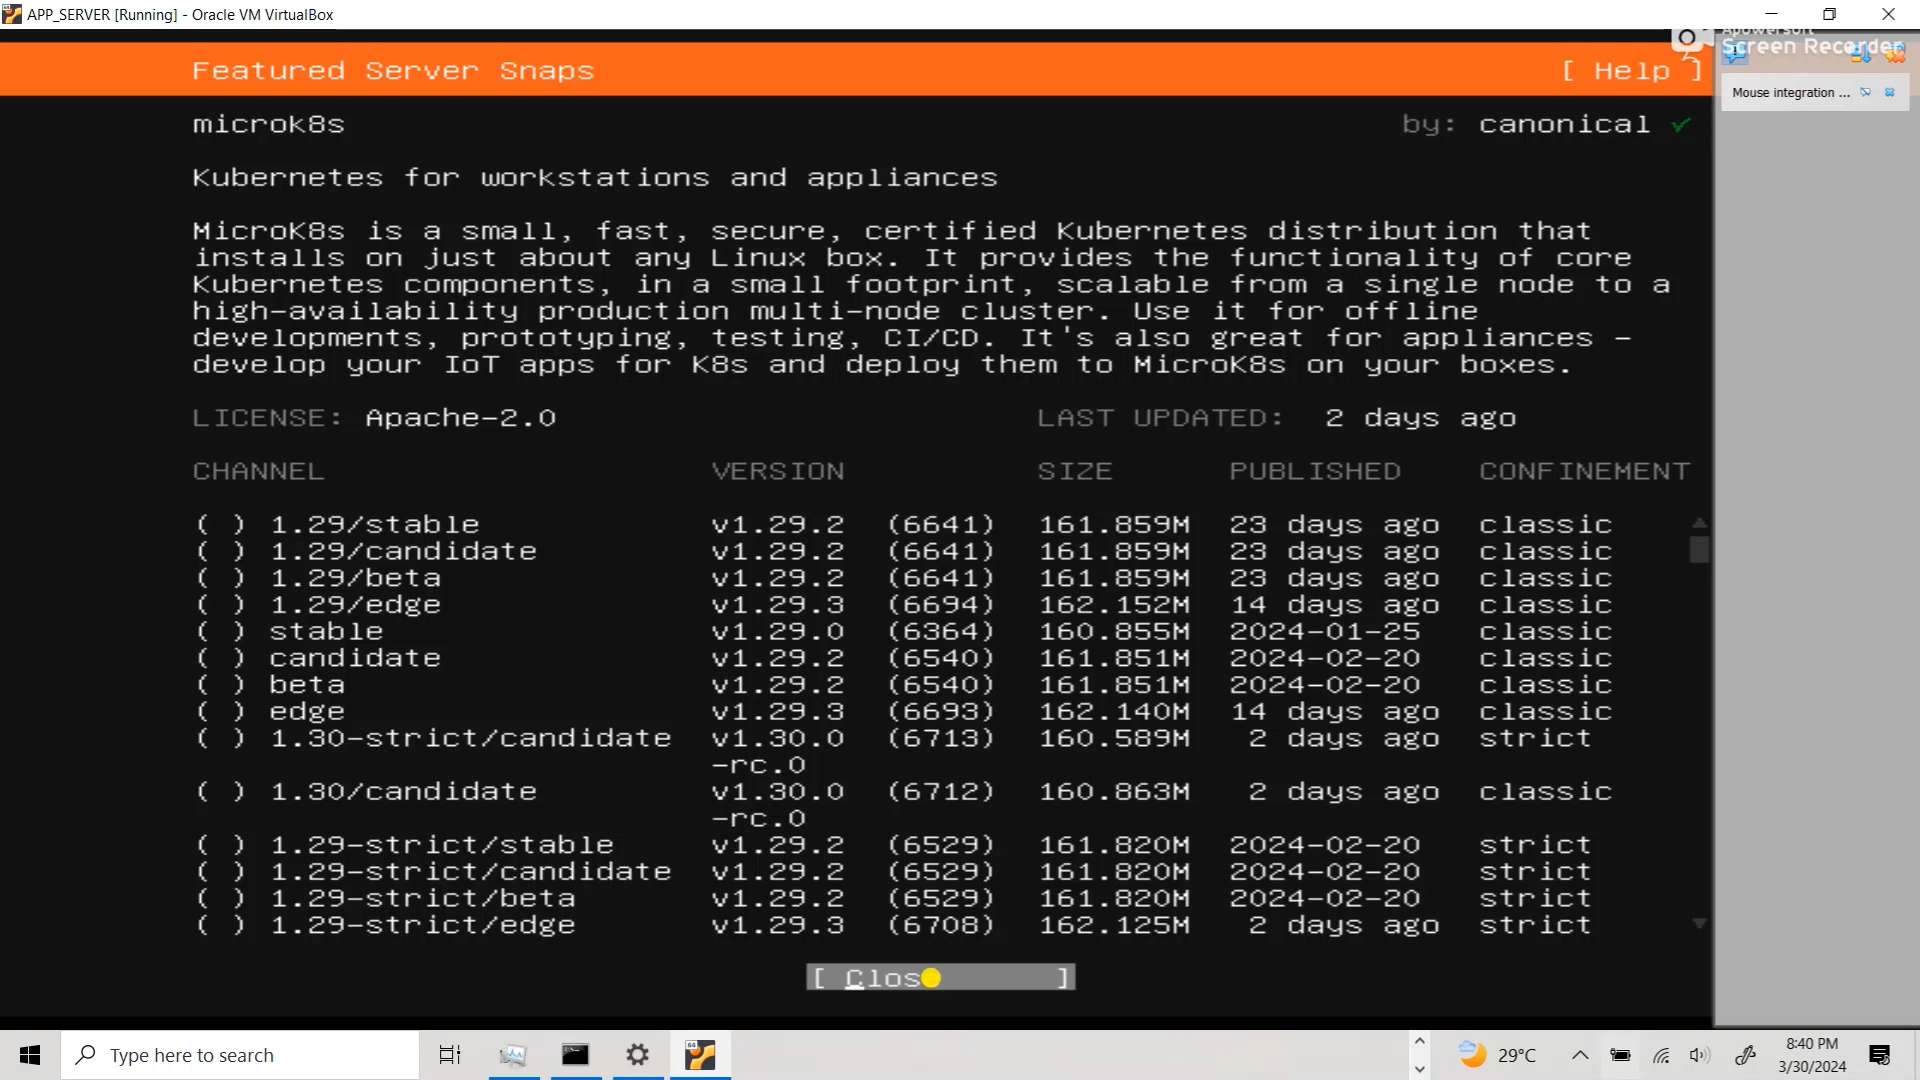 APP_SERVER [Running] - Oracle VM VirtualBox
Apowersoft
Screen Recorder
Featured Server Snaps [ Help ]
Mouse integration ...
microk8s by: canonical ✓
Kubernetes for workstations and appliances
MicroK8s is a small, fast, secure, certified Kubernetes distribution that
installs on just about any Linux box. It provides the functionality of core
Kubernetes components, in a small footprint, scalable from a single node to a
high-availability production multi-node cluster. Use it for offline
developments, prototyping, testing, CI/CD. It's also great for appliances -
develop your IoT apps for K8s and deploy them to MicroK8s on your boxes.
LICENSE: Apache-2.0 LAST UPDATED: 2 days ago
CHANNEL VERSION SIZE PUBLISHED CONFINEMENT
( ) 1.29/stable v1.29.2 (6641) 161.859M 23 days ago classic
( ) 1.29/candidate v1.29.2 (6641) 161.859M 23 days ago classic
( ) 1.29/beta v1.29.2 (6641) 161.859M 23 days ago classic
( ) 1.29/edge v1.29.3 (6694) 162.152M 14 days ago classic
( ) stable v1.29.0 (6364) 160.855M 2024-01-25 classic
( ) candidate v1.29.2 (6540) 161.851M 2024-02-20 classic
( ) beta v1.29.2 (6540) 161.851M 2024-02-20 classic
( ) edge v1.29.3 (6693) 162.140M 14 days ago classic
( ) 1.30-strict/candidate v1.30.0 (6713) 160.589M 2 days ago strict
-rc.0
( ) 1.30/candidate v1.30.0 (6712) 160.863M 2 days ago classic
-rc.0
( ) 1.29-strict/stable v1.29.2 (6529) 161.820M 2024-02-20 strict
( ) 1.29-strict/candidate v1.29.2 (6529) 161.820M 2024-02-20 strict
( ) 1.29-strict/beta v1.29.2 (6529) 161.820M 2024-02-20 strict
( ) 1.29-strict/edge v1.29.3 (6708) 162.125M 2 days ago strict
[ Clos ]
Type here to search
64
29°C
8:40 PM
3/30/2024